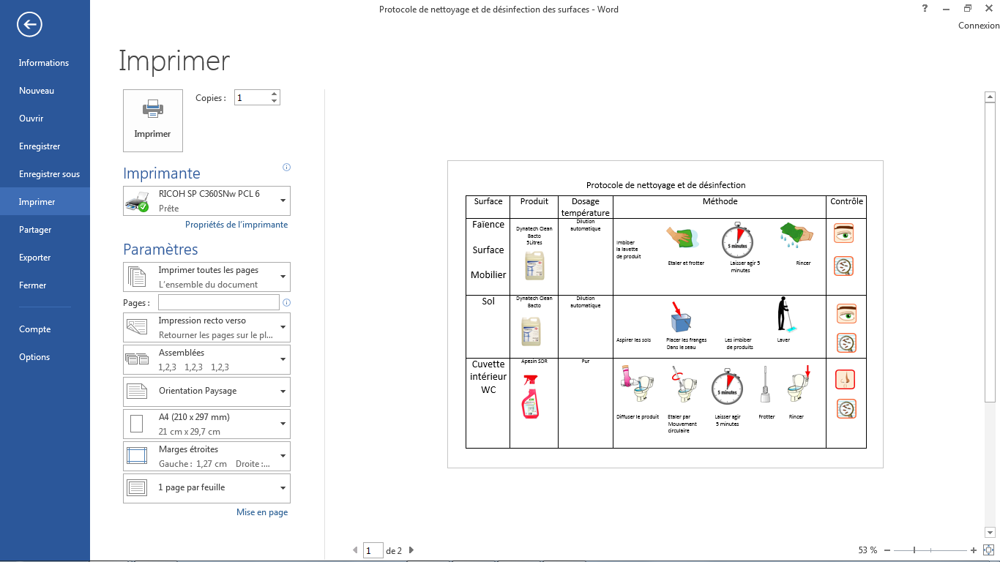 Protocole de nettoyage et de désinfection des surfaces - Word
?
Connexion
Informations
Nouveau
Ouvrir
Enregistrer
Enregistrer sous
Imprimer
Partager
Exporter
Fermer
Compte
Options
Imprimer
Imprimer
Copies : 1
Imprimante
RICOH SP C360SNw PCL 6
Prête
Propriétés de l'imprimante
Paramètres
Imprimer toutes les pages
L'ensemble du document
Pages :
Impression recto verso
Retourner les pages sur le pl...
Assemblées
1,2,3 1,2,3 1,2,3
Orientation Paysage
A4 (210 x 297 mm)
21 cm x 29,7 cm
Marges étroites
Gauche : 1,27 cm Droite :...
1 page par feuille
Mise en page
Protocole de nettoyage et de désinfection
Surface Produit Dosage Méthode Contrôle
température
Faïence
Surface
Mobilier
Dynatech Clean
Bacto
5Litres
Dilution
automatique
Imbiber
la lavette
de produit
Etaler et frotter
5 minutes
Laisser agir 5
minutes
Rincer
Sol
Dynatech Clean
Bacto
Dilution
automatique
Aspirer les sols
Placer les franges
Dans le seau
Les imbiber
de produits
Laver
Cuvette
intérieur
WC
Apesin SDR
Pur
Diffuser le produit
Etaler par
Mouvement
circulaire
5 minutes
Laisser agir
5 minutes
Frotter
Rincer
1 de 2
53 %